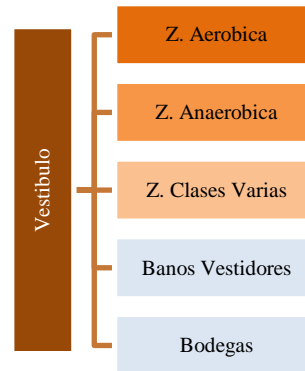 Vestibulo
Z. Aerobica
Z. Anaerobica
Z. Clases Varias
Banos Vestidores
Bodegas